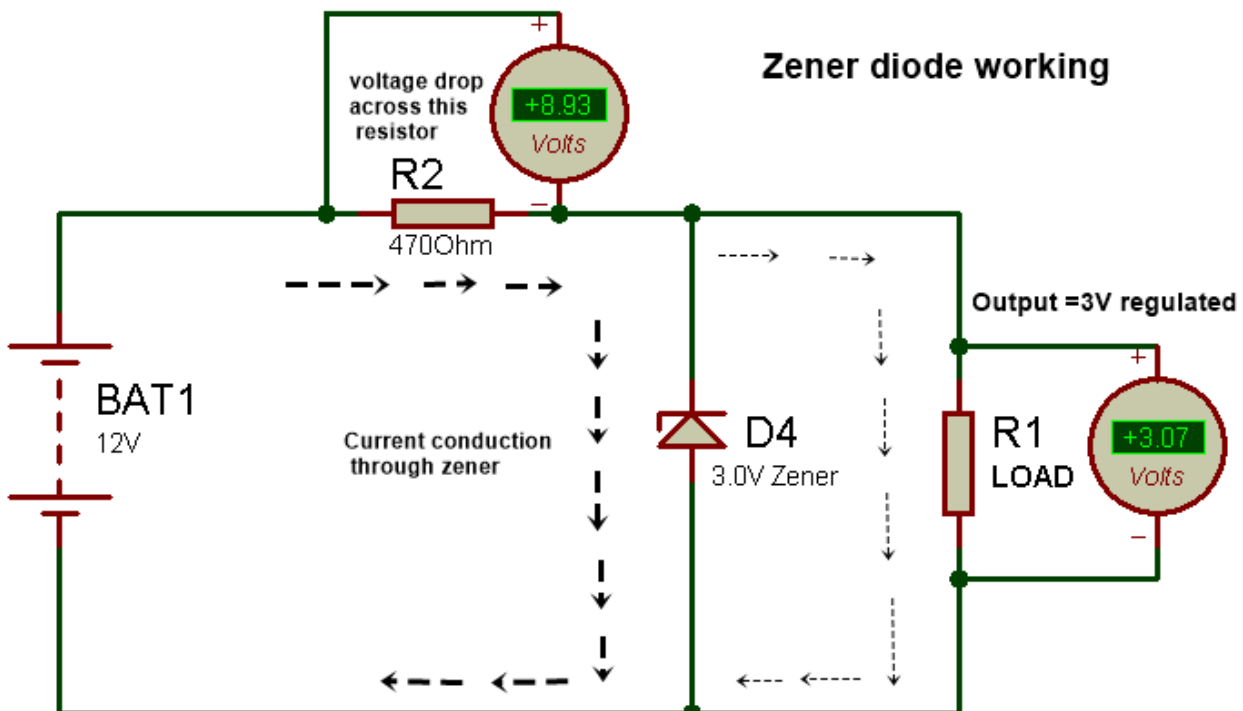 Zener diode working
voltage drop
across this
resistor
+
+8.93
Volts
−
R2
470Ohm
Output =3V regulated
BAT1
12V
Current conduction
through zener
D4
3.0V Zener
R1
LOAD
+
+3.07
Volts
−